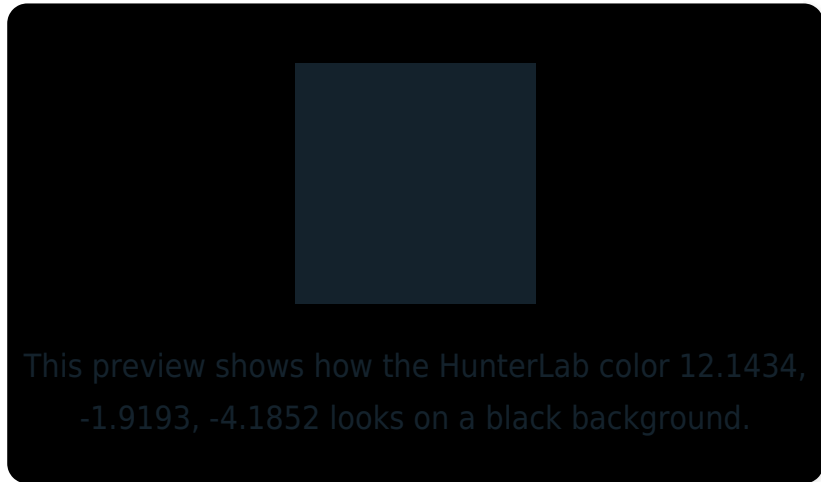 This preview shows how the HunterLab color 12.1434,
-1.9193, -4.1852 looks on a black background.